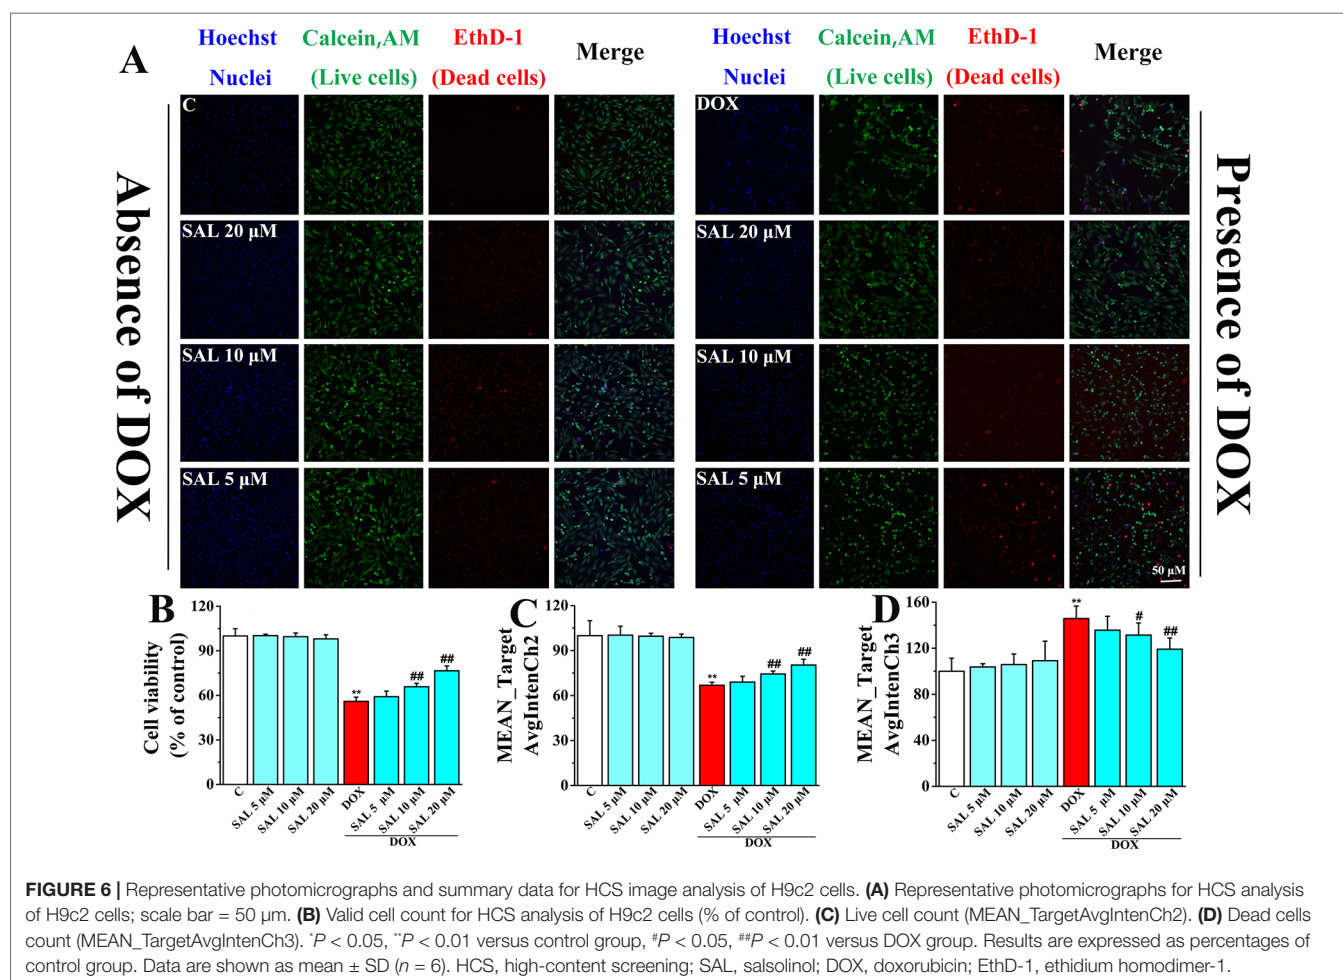 A
Hoechst Calcein,AM EthD-1 Merge
Nuclei (Live cells) (Dead cells)
Hoechst Calcein,AM EthD-1 Merge
Nuclei (Live cells) (Dead cells)
Absence of DOX
C
SAL 20 μM
SAL 10 μM
SAL 5 μM
DOX
SAL 20 μM
SAL 10 μM
SAL 5 μM
50 μM
Presence of DOX
B
Cell viability
(% of control)
120
90
60
30
0
** ## ##
C SAL 5 μM SAL 10 μM SAL 20 μM DOX SAL 5 μM SAL 10 μM SAL 20 μM
DOX
C
MEAN_Target
AvgIntenCh2
120
90
60
30
0
** ## ##
C SAL 5 μM SAL 10 μM SAL 20 μM DOX SAL 5 μM SAL 10 μM SAL 20 μM
DOX
D
MEAN_Target
AvgIntenCh3
160
120
80
40
0
** # ##
C SAL 5 μM SAL 10 μM SAL 20 μM DOX SAL 5 μM SAL 10 μM SAL 20 μM
DOX
FIGURE 6 | Representative photomicrographs and summary data for HCS image analysis of H9c2 cells. (A) Representative photomicrographs for HCS analysis
of H9c2 cells; scale bar = 50 μm. (B) Valid cell count for HCS analysis of H9c2 cells (% of control). (C) Live cell count (MEAN_TargetAvgIntenCh2). (D) Dead cells
count (MEAN_TargetAvgIntenCh3). *P < 0.05, **P < 0.01 versus control group, #P < 0.05, ##P < 0.01 versus DOX group. Results are expressed as percentages of
control group. Data are shown as mean ± SD (n = 6). HCS, high-content screening; SAL, salsolinol; DOX, doxorubicin; EthD-1, ethidium homodimer-1.